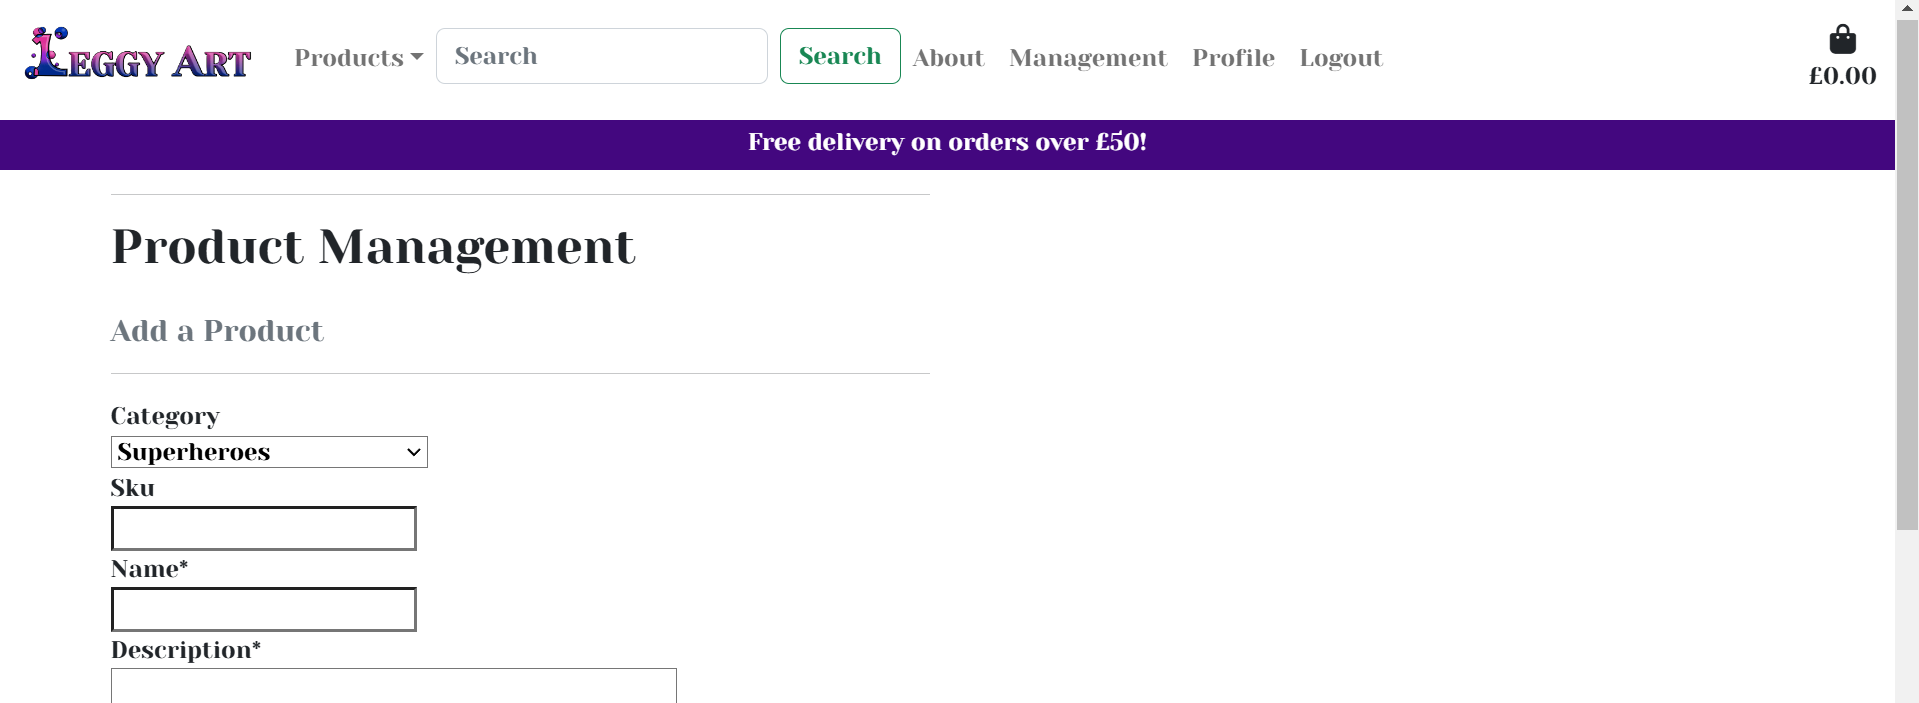 Leggy Art
Products Search Search About Management Profile Logout
£0.00
Free delivery on orders over £50!
Product Management
Add a Product
Category
Superheroes
Sku
Name*
Description*